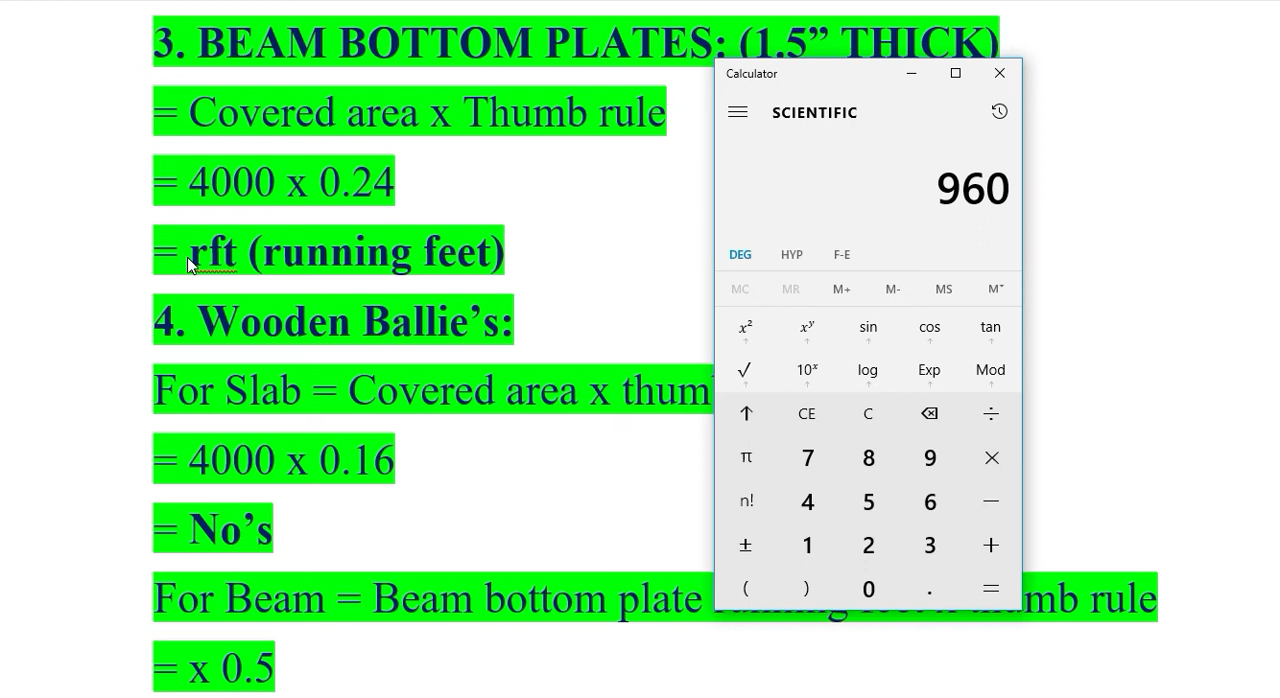 3. BEAM BOTTOM PLATES: (1.5” THICK)
= Covered area x Thumb rule
= 4000 x 0.24
= rft (running feet)
4. Wooden Ballie’s:
For Slab = Covered area x
= 4000 x 0.16
= No’s
For Beam = Beam bottom plate rule
= x 0.5
Calculator
SCIENTIFIC
960
DEG HYP F-E
MC MR M+ M- MS M˅
x² xʸ sin cos tan
√ 10ˣ log Exp Mod
↑ CE C ⌫ ÷
π 7 8 9 ×
n! 4 5 6 −
± 1 2 3 +
( ) 0 . =